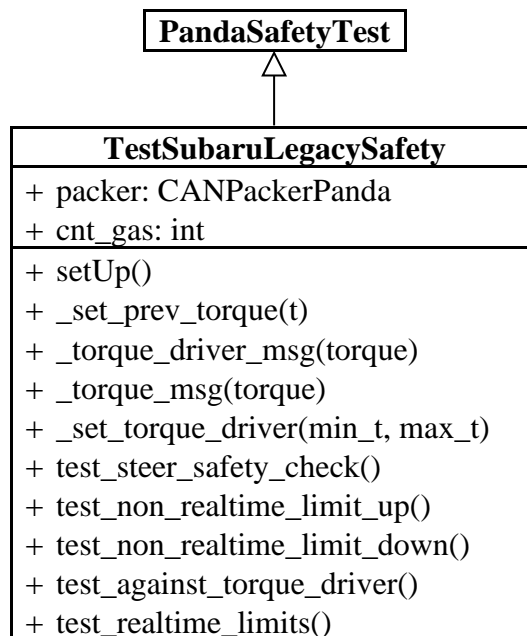 PandaSafetyTest
TestSubaruLegacySafety
+ packer: CANPackerPanda
+ cnt_gas: int
+ setUp()
+ _set_prev_torque(t)
+ _torque_driver_msg(torque)
+ _torque_msg(torque)
+ _set_torque_driver(min_t, max_t)
+ test_steer_safety_check()
+ test_non_realtime_limit_up()
+ test_non_realtime_limit_down()
+ test_against_torque_driver()
+ test_realtime_limits()